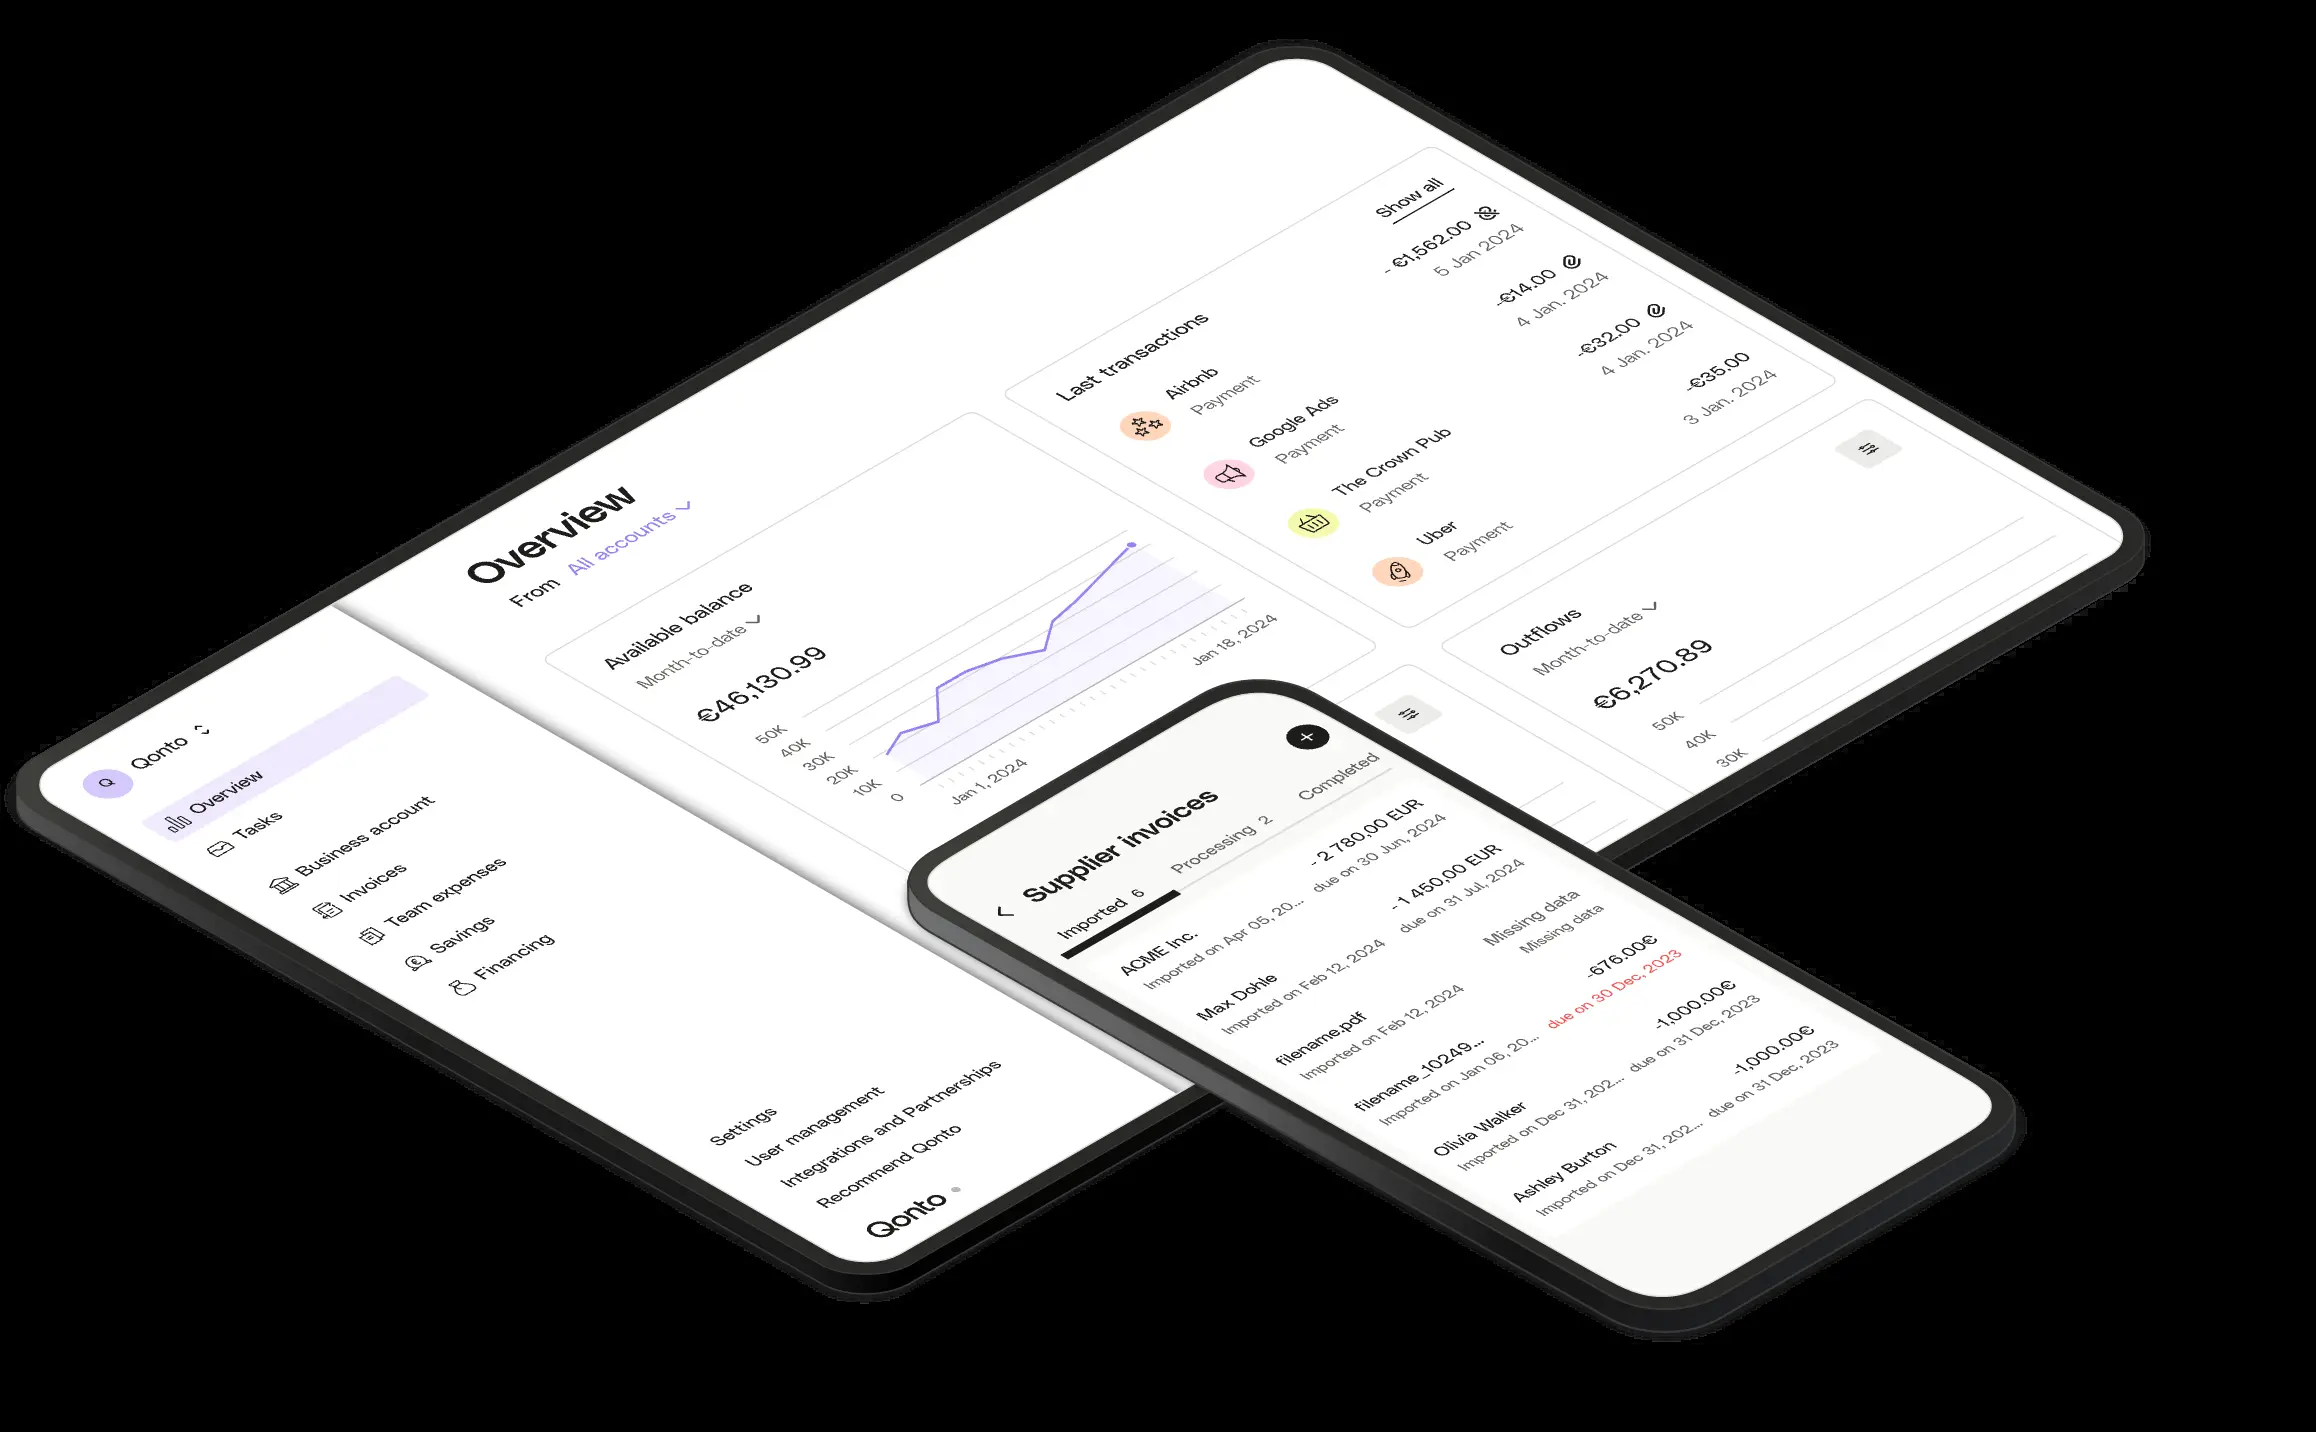 Q Qonto
Overview
Tasks
Business account
Invoices
Team expenses
Savings
Financing
Settings
User management
Integrations and Partnerships
Recommend Qonto
Qonto
Overview
From All accounts
Available balance
Month-to-date
€46,130.99
50K
40K
30K
20K
10K
0
Jan 1, 2024
Jan 18, 2024
Last transactions
Show all
Airbnb
Payment
- €1,562.00
5 Jan 2024
Google Ads
Payment
-€14.00
4 Jan. 2024
The Crown Pub
Payment
-€32.00
4 Jan. 2024
Uber
Payment
-€35.00
3 Jan. 2024
Outflows
Month-to-date
€6,270.89
50K
40K
30K
Supplier invoices
Imported 6
Processing 2
Completed
ACME Inc.
Imported on Apr 05, 20...
- 2 780,00 EUR
due on 30 Jun, 2024
Max Dohle
Imported on Feb 12, 2024
- 1 450,00 EUR
due on 31 Jul, 2024
filename.pdf
Imported on Feb 12, 2024
Missing data
Missing data
filename_10249...
Imported on Jan 06, 20...
-676.00€
due on 30 Dec, 2023
Olivia Walker
Imported on Dec 31, 202...
-1,000.00€
due on 31 Dec, 2023
Ashley Burton
Imported on Dec 31, 202...
-1,000.00€
due on 31 Dec, 2023